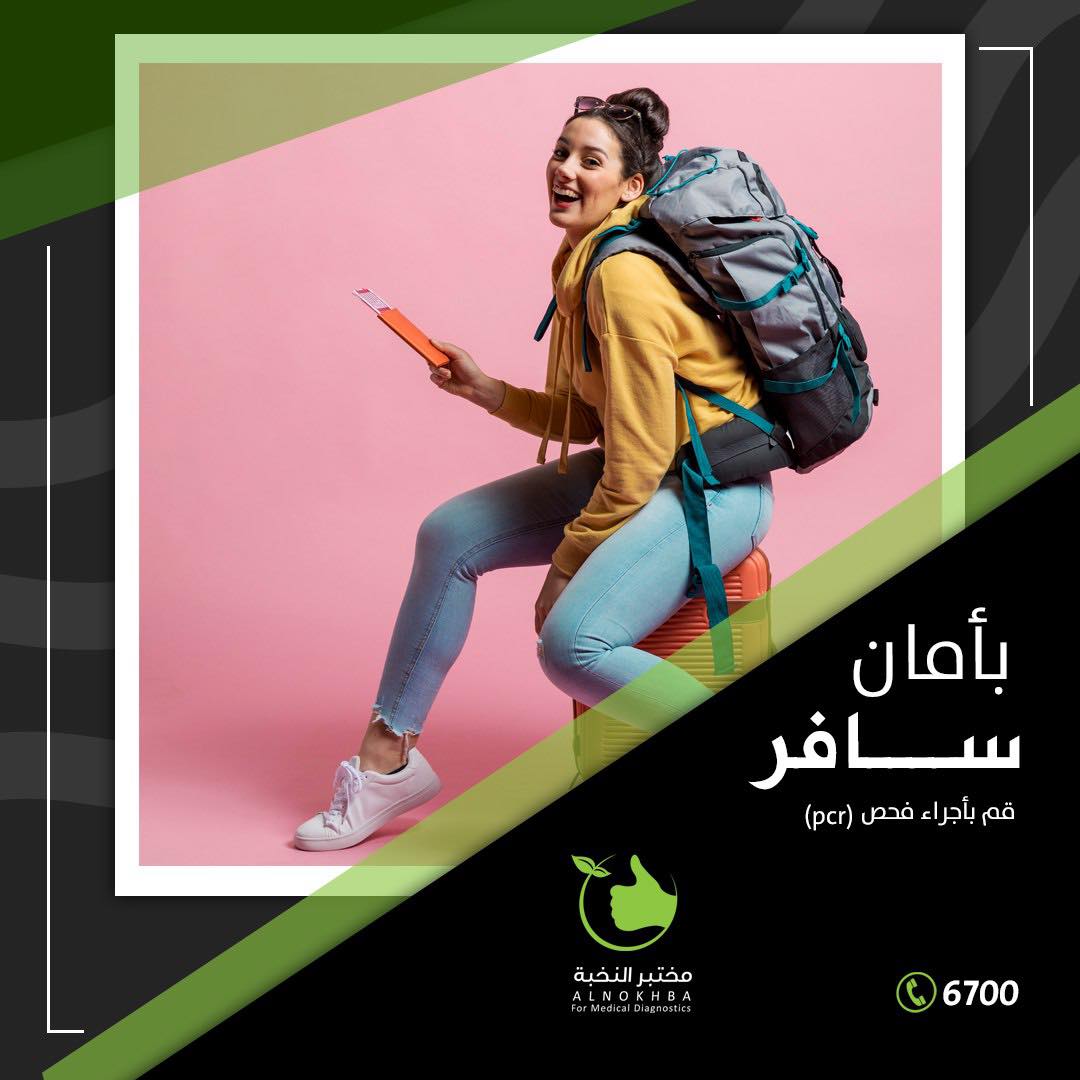 بأمان
سافر
قم بأجراء فحص (pcr)
مختبر النخبة
ALNOKHBA
For Medical Diagnostics
6700